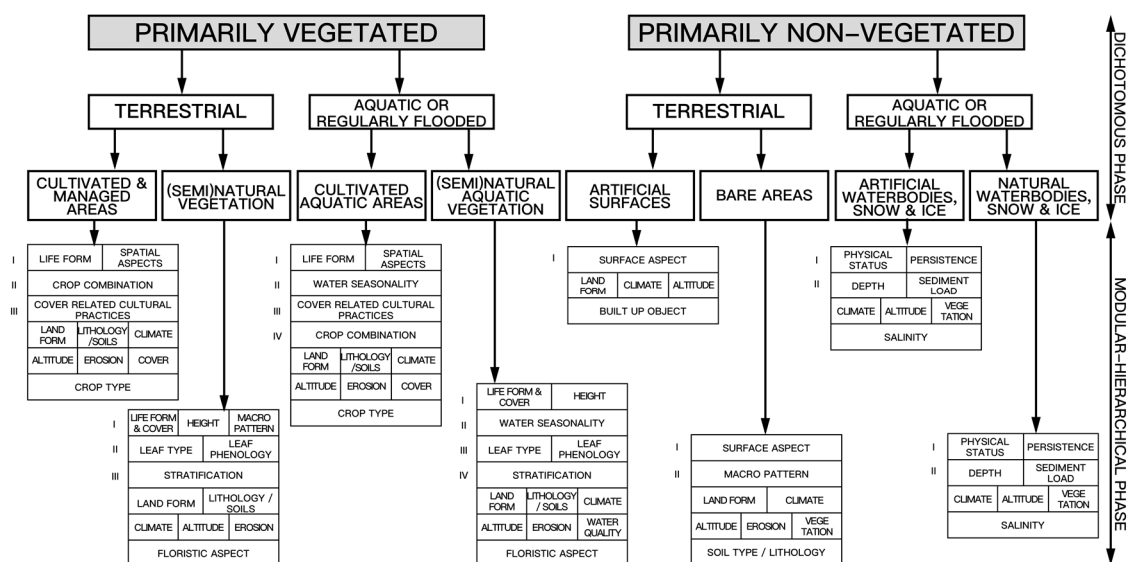 PRIMARILY VEGETATED
PRIMARILY NON-VEGETATED
DICHOTOMOUS PHASE
TERRESTRIAL
AQUATIC OR
REGULARLY FLOODED
TERRESTRIAL
AQUATIC OR
REGULARLY FLOODED
CULTIVATED &
MANAGED
AREAS
(SEMI)NATURAL
VEGETATION
CULTIVATED
AQUATIC AREAS
(SEMI)NATURAL
AQUATIC
VEGETATION
ARTIFICIAL
SURFACES
BARE AREAS
ARTIFICIAL
WATERBODIES,
SNOW & ICE
NATURAL
WATERBODIES,
SNOW & ICE
MODULAR-HIERARCHICAL PHASE
I
LIFE FORM
SPATIAL
ASPECTS
II
CROP COMBINATION
III
COVER RELATED CULTURAL
PRACTICES
LAND
FORM
LITHOLOGY
/SOILS
CLIMATE
ALTITUDE
EROSION
COVER
CROP TYPE
I
LIFE FORM
& COVER
HEIGHT
MACRO
PATTERN
II
LEAF TYPE
LEAF
PHENOLOGY
III
STRATIFICATION
LAND FORM
LITHOLOGY /
SOILS
CLIMATE
ALTITUDE
EROSION
FLORISTIC ASPECT
I
LIFE FORM
SPATIAL
ASPECTS
II
WATER SEASONALITY
III
COVER RELATED CULTURAL
PRACTICES
IV
CROP COMBINATION
LAND
FORM
LITHOLOGY
/SOILS
CLIMATE
ALTITUDE
EROSION
COVER
CROP TYPE
I
LIFE FORM &
COVER
HEIGHT
II
WATER SEASONALITY
III
LEAF TYPE
LEAF
PHENOLOGY
IV
STRATIFICATION
LAND
FORM
LITHOLOGY
/ SOILS
CLIMATE
ALTITUDE
EROSION
WATER
QUALITY
FLORISTIC ASPECT
I
SURFACE ASPECT
LAND
FORM
CLIMATE
ALTITUDE
BUILT UP OBJECT
I
SURFACE ASPECT
II
MACRO PATTERN
LAND FORM
CLIMATE
ALTITUDE
EROSION
VEGE
TATION
SOIL TYPE / LITHOLOGY
I
PHYSICAL
STATUS
PERSISTENCE
II
DEPTH
SEDIMENT
LOAD
CLIMATE
ALTITUDE
VEGE
TATION
SALINITY
I
PHYSICAL
STATUS
PERSISTENCE
II
DEPTH
SEDIMENT
LOAD
CLIMATE
ALTITUDE
VEGE
TATION
SALINITY